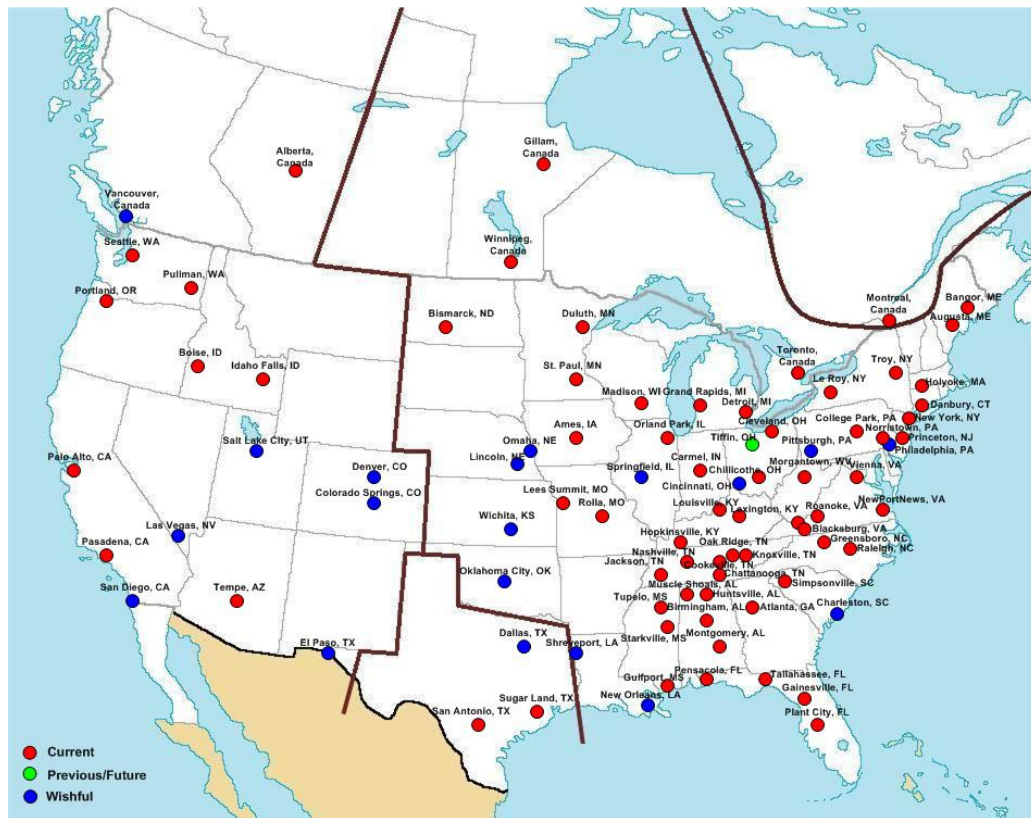 Alberta,
Canada
Gillam,
Canada
Vancouver,
Canada
Seattle, WA
Winnipeg,
Canada
Pullman, WA
Portland, OR
Bismarck, ND
Duluth, MN
Montreal,
Canada
Bangor, ME
Augusta, ME
Boise, ID
Idaho Falls, ID
St. Paul, MN
Toronto,
Canada
Troy, NY
Le Roy, NY
Holyoke, MA
Madison, WI
Grand Rapids, MI
Detroit, MI
Danbury, CT
New York, NY
Cleveland, OH
College Park, PA
Norristown, PA
Princeton, NJ
Philadelphia, PA
Ames, IA
Orland Park, IL
Tiffin, OH
Pittsburgh, PA
Salt Lake City, UT
Omaha, NE
Lincoln, NE
Palo Alto, CA
Denver, CO
Colorado Springs, CO
Springfield, IL
Carmel, IN
Chillicothe, OH
Cincinnati, OH
Morgantown, WV
Vienna, VA
Lees Summit, MO
Rolla, MO
Louisville, KY
Lexington, KY
Roanoke, VA
NewPortNews, VA
Blacksburg, VA
Las Vegas, NV
Wichita, KS
Hopkinsville, KY
Greensboro, NC
Raleigh, NC
Pasadena, CA
Nashville, TN
Oak Ridge, TN
Knoxville, TN
Jackson, TN
Cookeville, TN
Chattanooga, TN
Simpsonville, SC
San Diego, CA
Tempe, AZ
Oklahoma City, OK
Muscle Shoals, AL
Huntsville, AL
Tupelo, MS
Birmingham, AL
Atlanta, GA
Charleston, SC
El Paso, TX
Dallas, TX
Shreveport, LA
Starkville, MS
Montgomery, AL
Gulfport, MS
Pensacola, FL
Tallahassee, FL
Gainesville, FL
San Antonio, TX
Sugar Land, TX
New Orleans, LA
Plant City, FL
Current
Previous/Future
Wishful